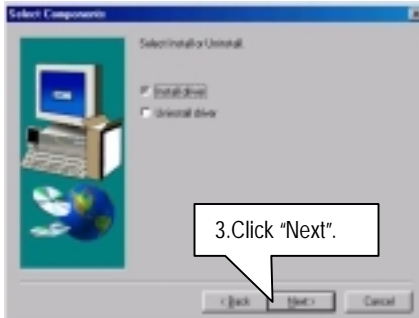 Select Components
Select Install or Uninstall.
Install driver
Uninstall driver
3.Click “Next”.
< Back
Next >
Cancel